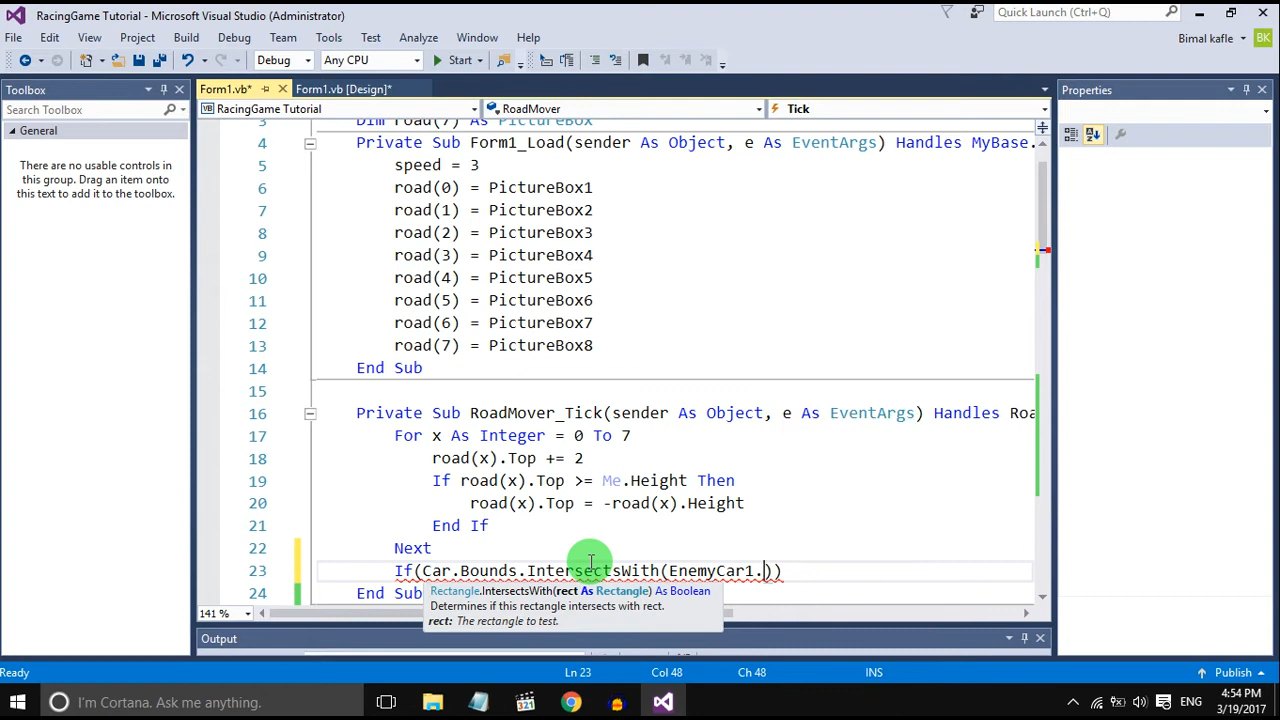 RacingGame Tutorial - Microsoft Visual Studio (Administrator)
Quick Launch (Ctrl+Q)
File Edit View Project Build Debug Team Tools Test Analyze Window Help
Bimal kafle BK
Debug Any CPU Start
Toolbox
Form1.vb* Form1.vb [Design]*
Properties
Search Toolbox
VB RacingGame Tutorial RoadMover Tick
General
There are no usable controls in
this group. Drag an item onto
this text to add it to the toolbox.
3 Dim road(7) As PictureBox
4 Private Sub Form1_Load(sender As Object, e As EventArgs) Handles MyBase.
5 speed = 3
6 road(0) = PictureBox1
7 road(1) = PictureBox2
8 road(2) = PictureBox3
9 road(3) = PictureBox4
10 road(4) = PictureBox5
11 road(5) = PictureBox6
12 road(6) = PictureBox7
13 road(7) = PictureBox8
14 End Sub
15
16 Private Sub RoadMover_Tick(sender As Object, e As EventArgs) Handles Roa
17 For x As Integer = 0 To 7
18 road(x).Top += 2
19 If road(x).Top >= Me.Height Then
20 road(x).Top = -road(x).Height
21 End If
22 Next
23 If(Car.Bounds.IntersectsWith(EnemyCar1.))
24 End Sub
Rectangle.IntersectsWith(rect As Rectangle) As Boolean
Determines if this rectangle intersects with rect.
rect: The rectangle to test.
141 %
Output
Ready Ln 23 Col 48 Ch 48 INS Publish
I'm Cortana. Ask me anything.
321
ENG
4:54 PM
3/19/2017